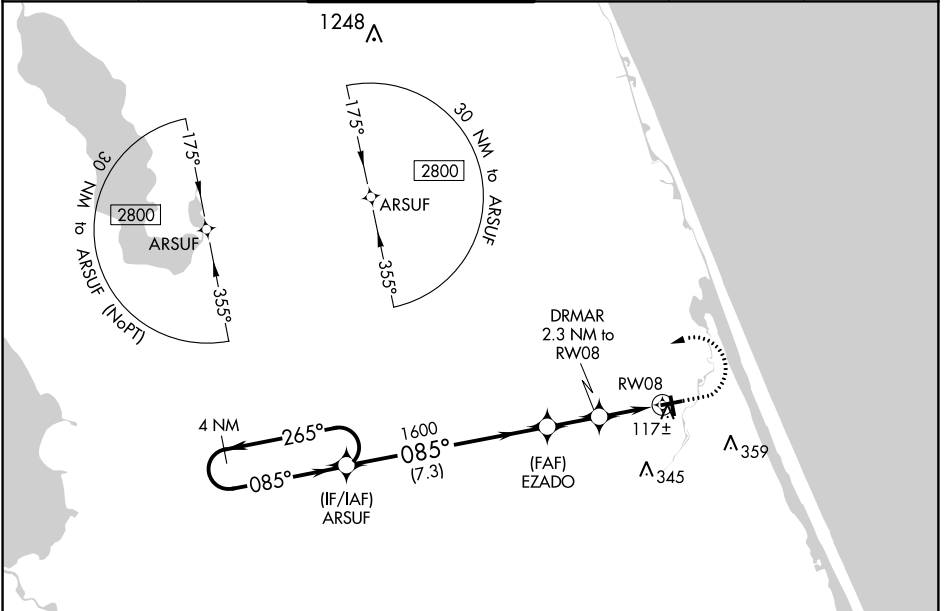 1248
175°
30 NM to ARSUF (NoPT)
2800
ARSUF
355°
175°
30 NM to ARSUF
2800
ARSUF
355°
DRMAR
2.3 NM to
RW08
RW08
117±
359
345
4 NM
265°
085°
(IF/IAF)
ARSUF
1600
085°
(7.3)
(FAF)
EZADO